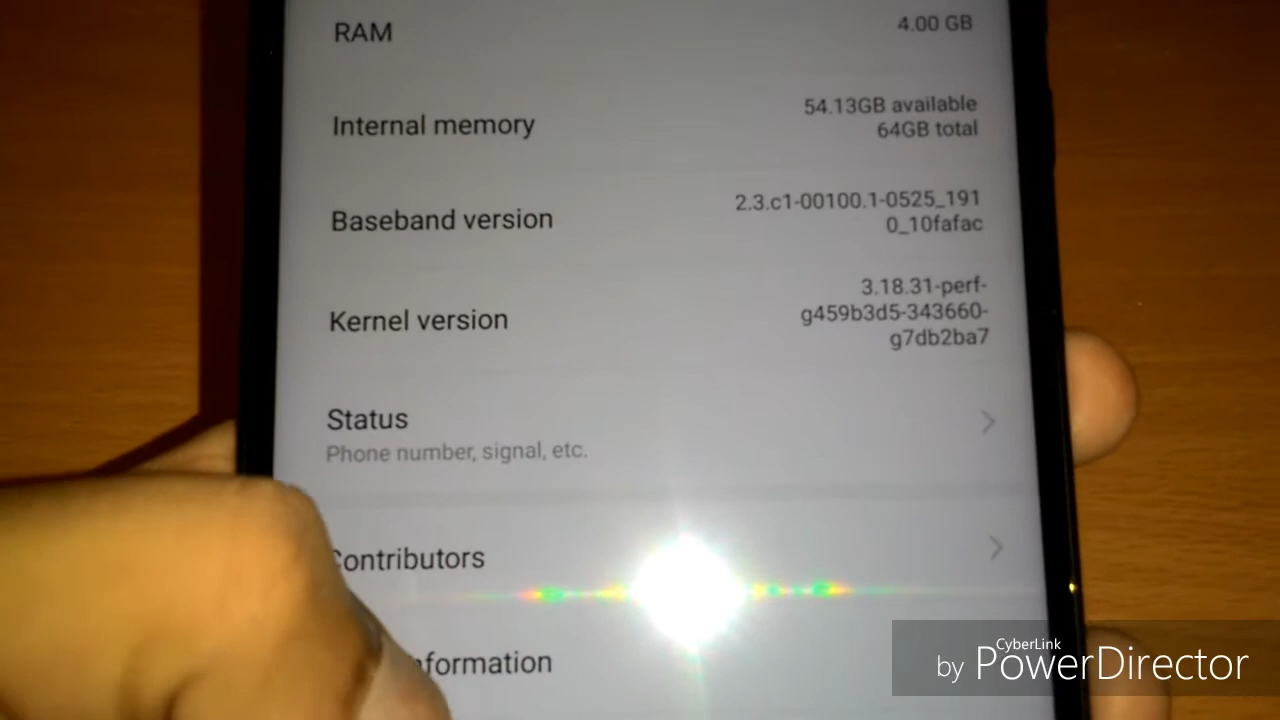 RAM
4.00 GB
Internal memory
54.13GB available
64GB total
Baseband version
2.3.c1-00100.1-0525_191
0_10fafac
Kernel version
3.18.31-perf-
g459b3d5-343660-
g7db2ba7
Status
Phone number, signal, etc.
Contributors
nformation
CyberLink
by PowerDirector